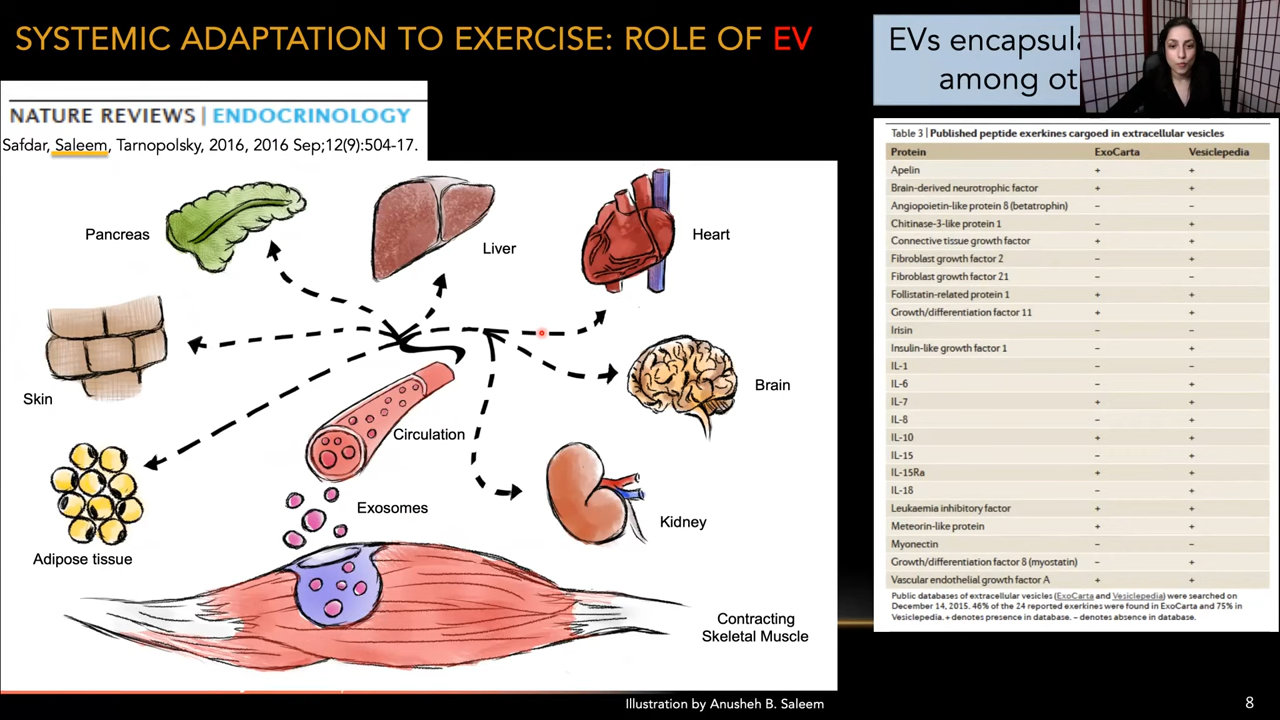 SYSTEMIC ADAPTATION TO EXERCISE: ROLE OF EV
NATURE REVIEWS | ENDOCRINOLOGY
Safdar, Saleem, Tarnopolsky, 2016, 2016 Sep;12(9):504-17.
Pancreas
Liver
Heart
Skin
Brain
Circulation
Exosomes
Kidney
Adipose tissue
Contracting
Skeletal Muscle
Illustration by Anusheh B. Saleem
EVs
among
Table 3 | Published peptide exerkines cargoed in extracellular vesicles
Protein ExoCarta Vesiclepedia
Apelin + +
Brain-derived neurotrophic factor + +
Angiopoietin-like protein 8 (betatrophin) – –
Chitinase-3-like protein 1 – +
Connective tissue growth factor + +
Fibroblast growth factor 2 – +
Fibroblast growth factor 21 – –
Follistatin-related protein 1 + +
Growth/differentiation factor 11 + +
Irisin – –
Insulin-like growth factor 1 – +
IL-1 – –
IL-6 – +
IL-7 + +
IL-8 – +
IL-10 + +
IL-15 – +
IL-15Ra + +
IL-18 – +
Leukaemia inhibitory factor + +
Meteorin-like protein + +
Myonectin – –
Growth/differentiation factor 8 (myostatin) – +
Vascular endothelial growth factor A + +
Public databases of extracellular vesicles (ExoCarta and Vesiclepedia) were searched on
December 14, 2015. 46% of the 24 reported exerkines were found in ExoCarta and 75% in
Vesiclepedia. + denotes presence in database. – denotes absence in database.
8